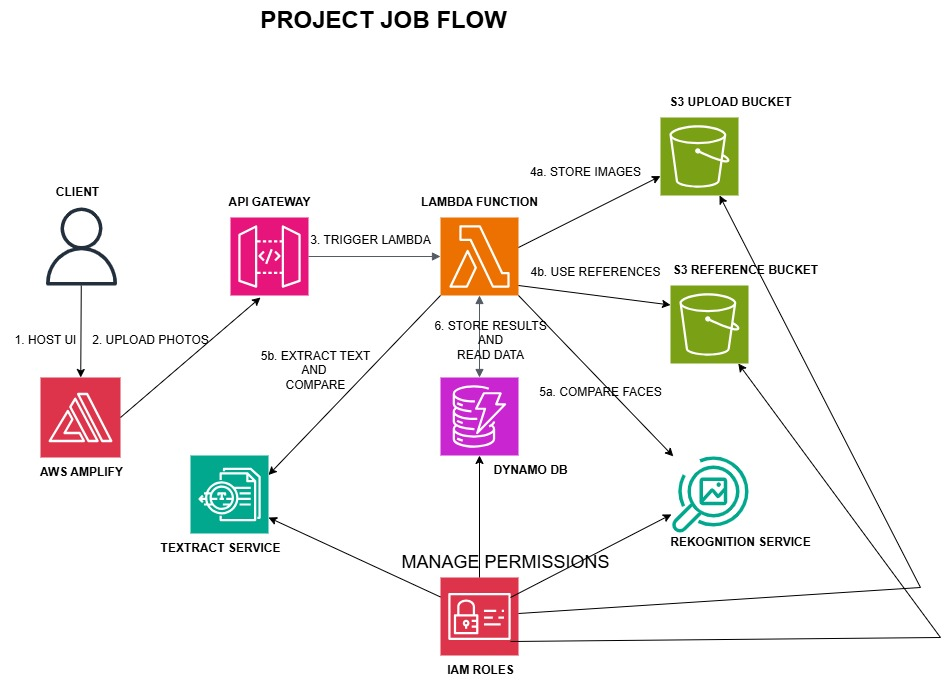 PROJECT JOB FLOW
S3 UPLOAD BUCKET
4a. STORE IMAGES
CLIENT
API GATEWAY
LAMBDA FUNCTION
3. TRIGGER LAMBDA
4b. USE REFERENCES
S3 REFERENCE BUCKET
1. HOST UI
2. UPLOAD PHOTOS
6. STORE RESULTS
AND
READ DATA
5b. EXTRACT TEXT
AND
COMPARE
5a. COMPARE FACES
AWS AMPLIFY
DYNAMO DB
TEXTRACT SERVICE
REKOGNITION SERVICE
MANAGE PERMISSIONS
IAM ROLES